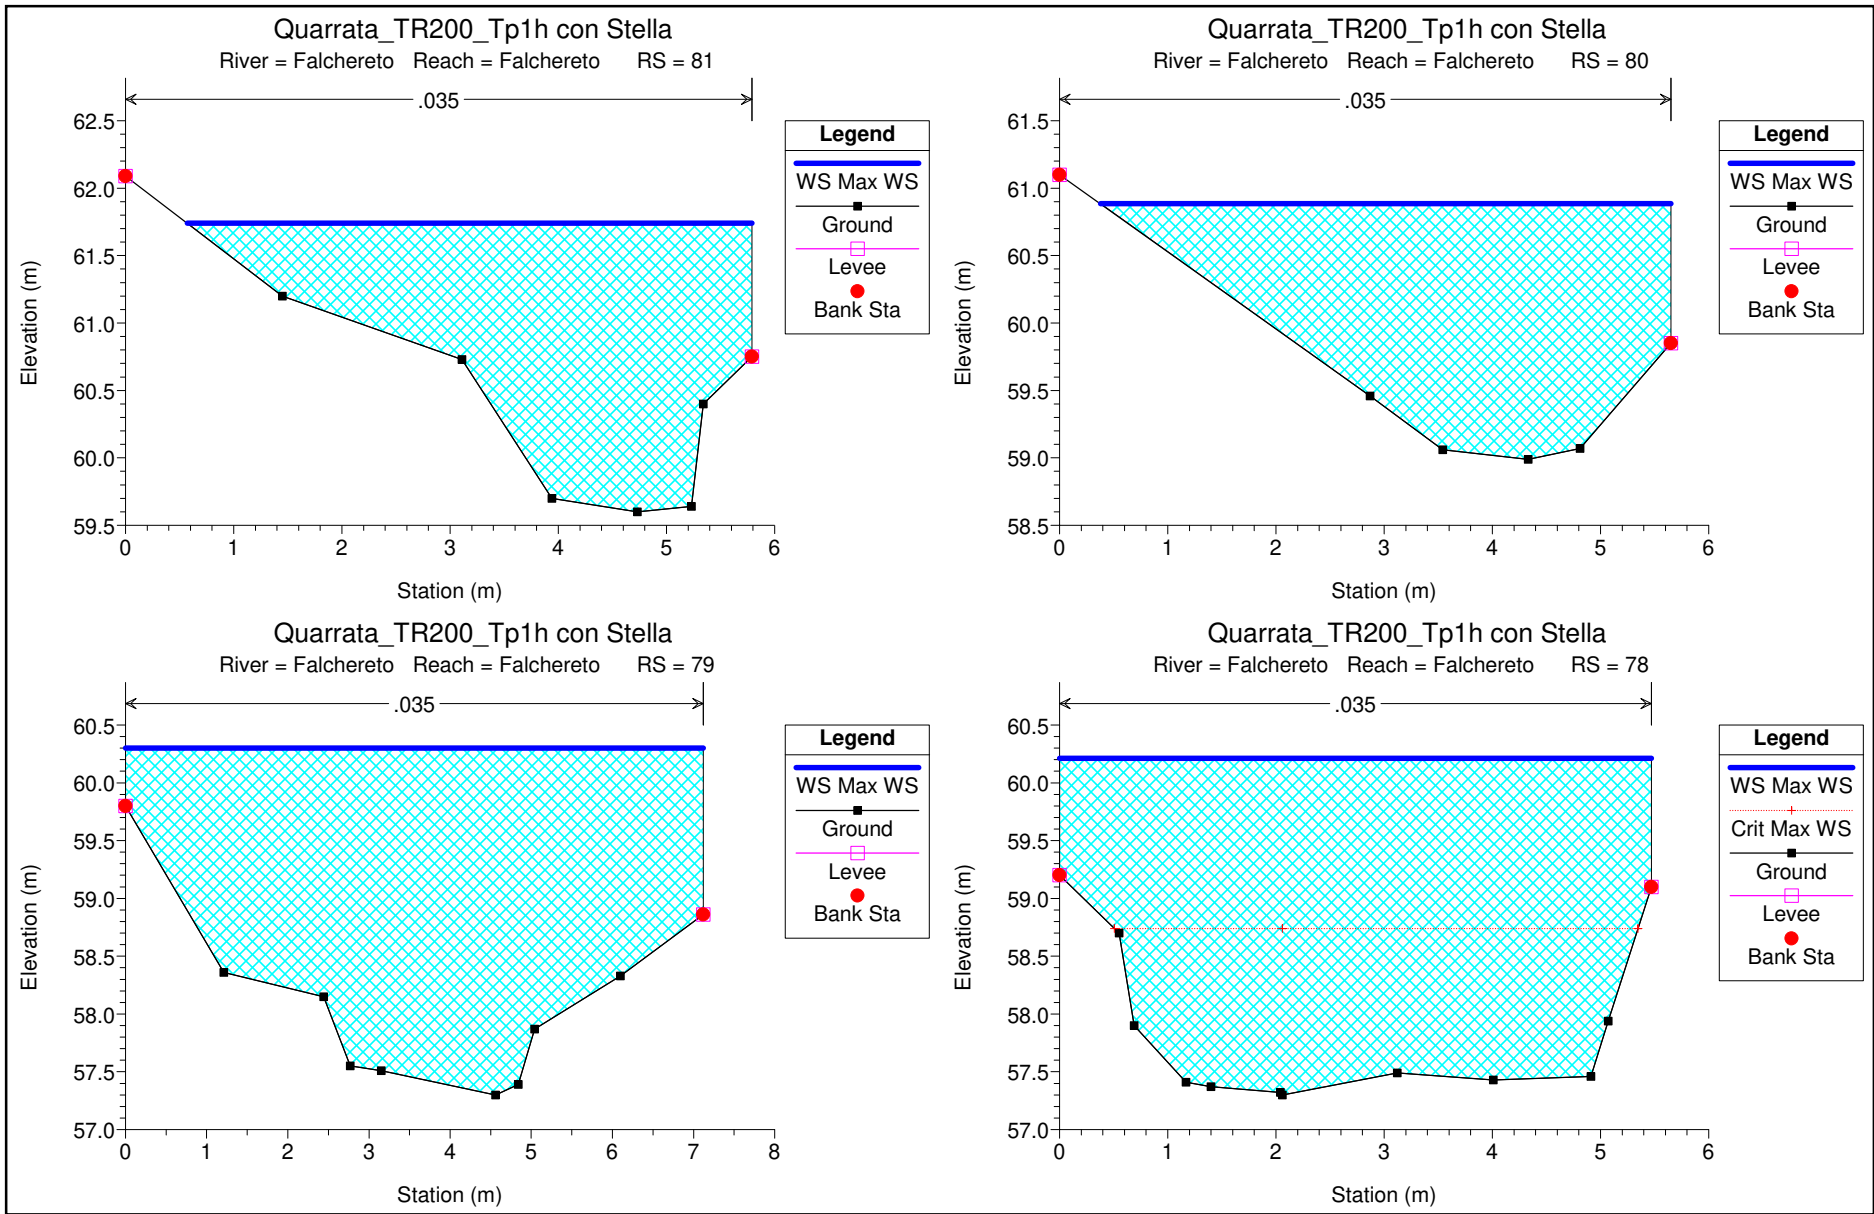 Quarrata_TR200_Tp1h con Stella
River = Falchereto Reach = Falchereto RS = 81
.035
62.5
62.0
61.5
61.0
60.5
60.0
59.5
Elevation (m)
0 1 2 3 4 5 6
Station (m)
Legend
WS Max WS
Ground
Levee
Bank Sta
Quarrata_TR200_Tp1h con Stella
River = Falchereto Reach = Falchereto RS = 80
.035
61.5
61.0
60.5
60.0
59.5
59.0
58.5
Elevation (m)
0 1 2 3 4 5 6
Station (m)
Legend
WS Max WS
Ground
Levee
Bank Sta
Quarrata_TR200_Tp1h con Stella
River = Falchereto Reach = Falchereto RS = 79
.035
60.5
60.0
59.5
59.0
58.5
58.0
57.5
57.0
Elevation (m)
0 1 2 3 4 5 6 7 8
Station (m)
Legend
WS Max WS
Ground
Levee
Bank Sta
Quarrata_TR200_Tp1h con Stella
River = Falchereto Reach = Falchereto RS = 78
.035
60.5
60.0
59.5
59.0
58.5
58.0
57.5
57.0
Elevation (m)
0 1 2 3 4 5 6
Station (m)
Legend
WS Max WS
Crit Max WS
Ground
Levee
Bank Sta